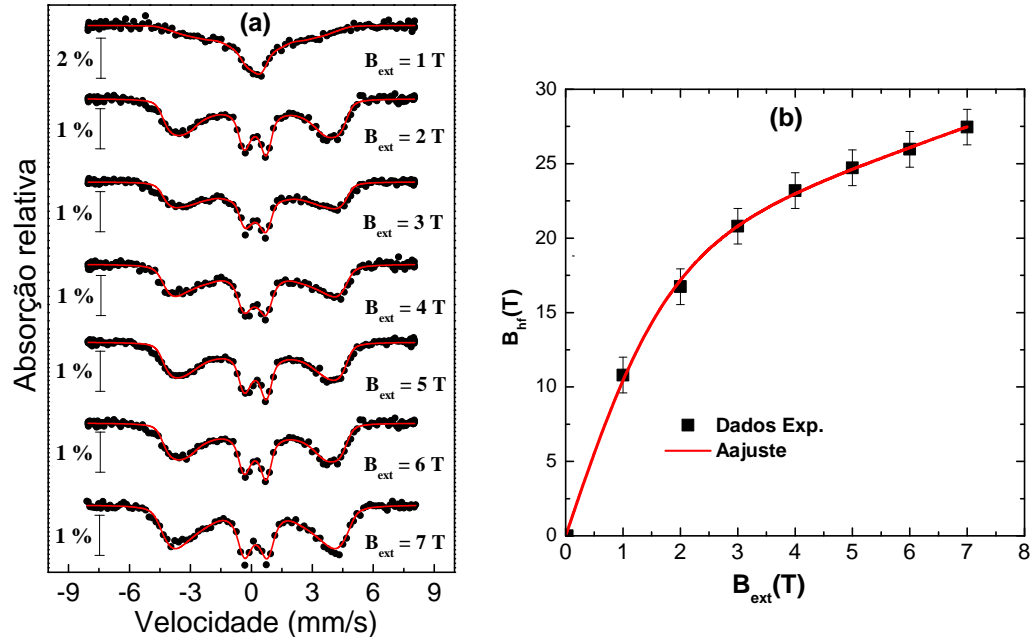 (a)
2 %
B_ext = 1 T
1 %
B_ext = 2 T
1 %
B_ext = 3 T
1 %
B_ext = 4 T
1 %
B_ext = 5 T
1 %
B_ext = 6 T
1 %
B_ext = 7 T
Absorção relativa
-9 -6 -3 0 3 6 9
Velocidade (mm/s)
(b)
30
25
20
15
10
5
0
B_hf(T)
Dados Exp.
Aajuste
0 1 2 3 4 5 6 7 8
B_ext(T)